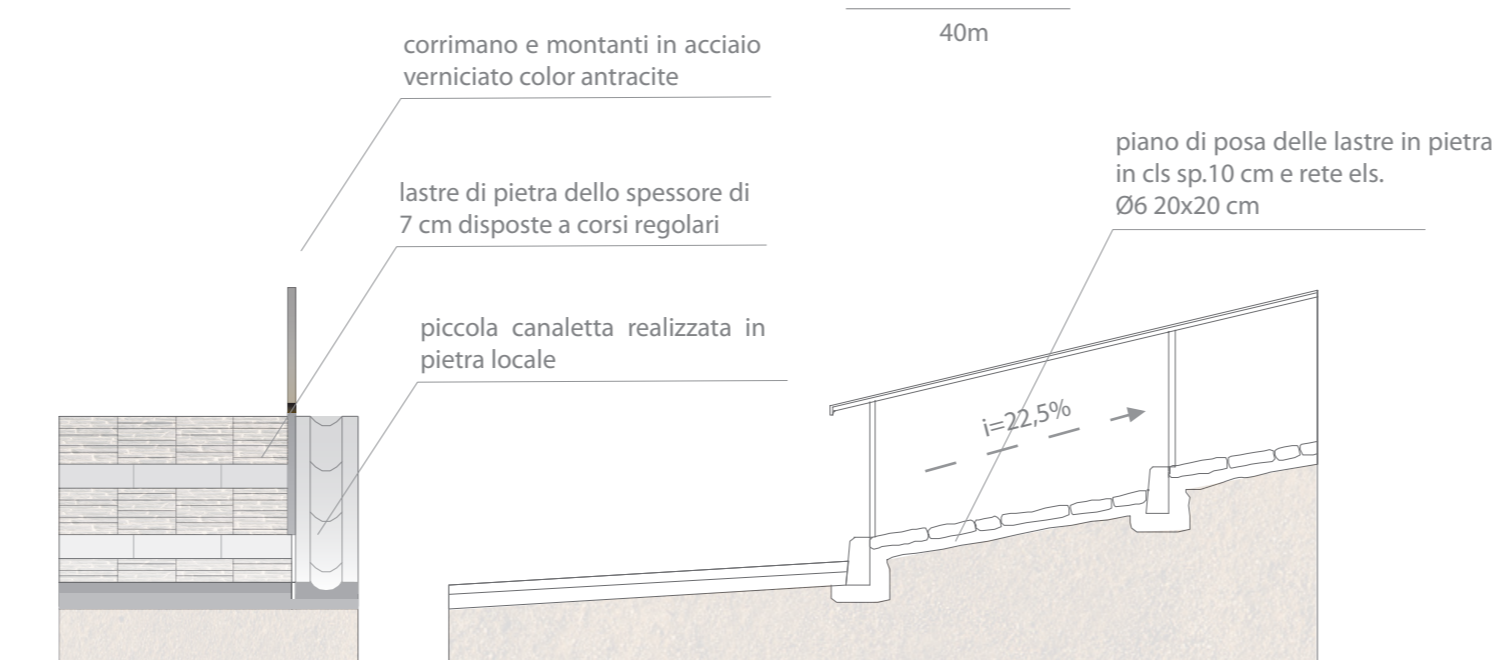 40m
corrimano e montanti in acciaio
verniciato color antracite
piano di posa delle lastre in pietra
in cls sp.10 cm e rete els.
Ø6 20x20 cm
lastre di pietra dello spessore di
7 cm disposte a corsi regolari
piccola canaletta realizzata in
pietra locale
i=22,5%